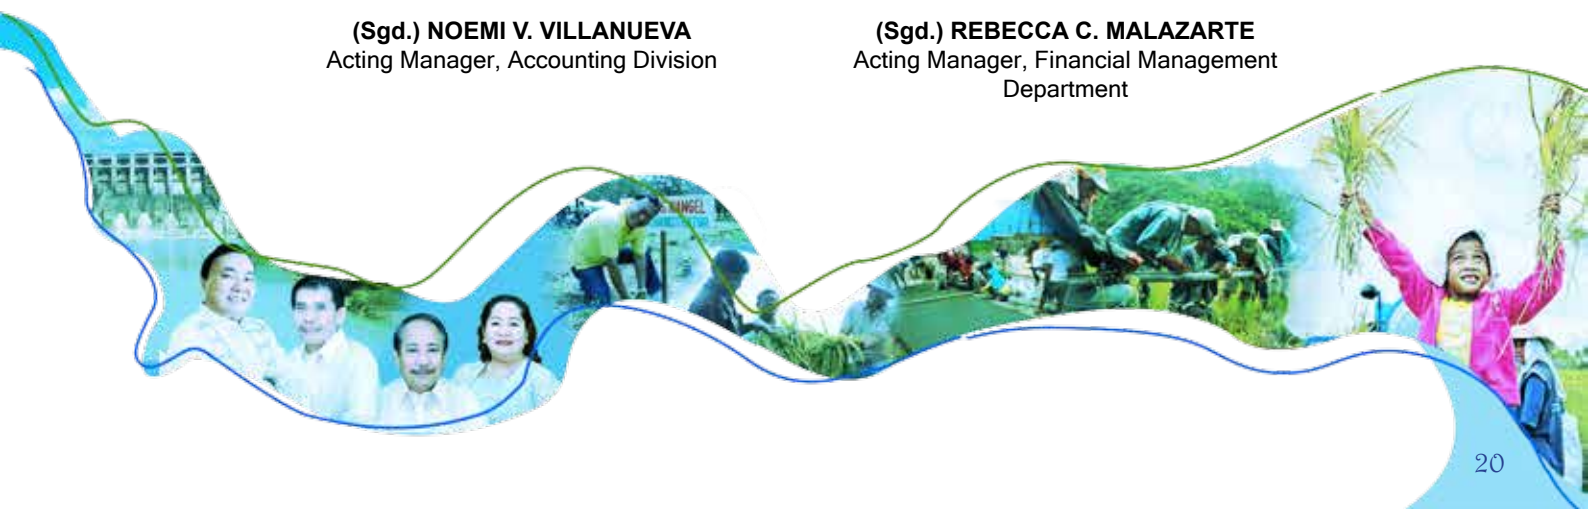 (Sgd.) NOEMI V. VILLANUEVA
Acting Manager, Accounting Division
(Sgd.) REBECCA C. MALAZARTE
Acting Manager, Financial Management
Department
20